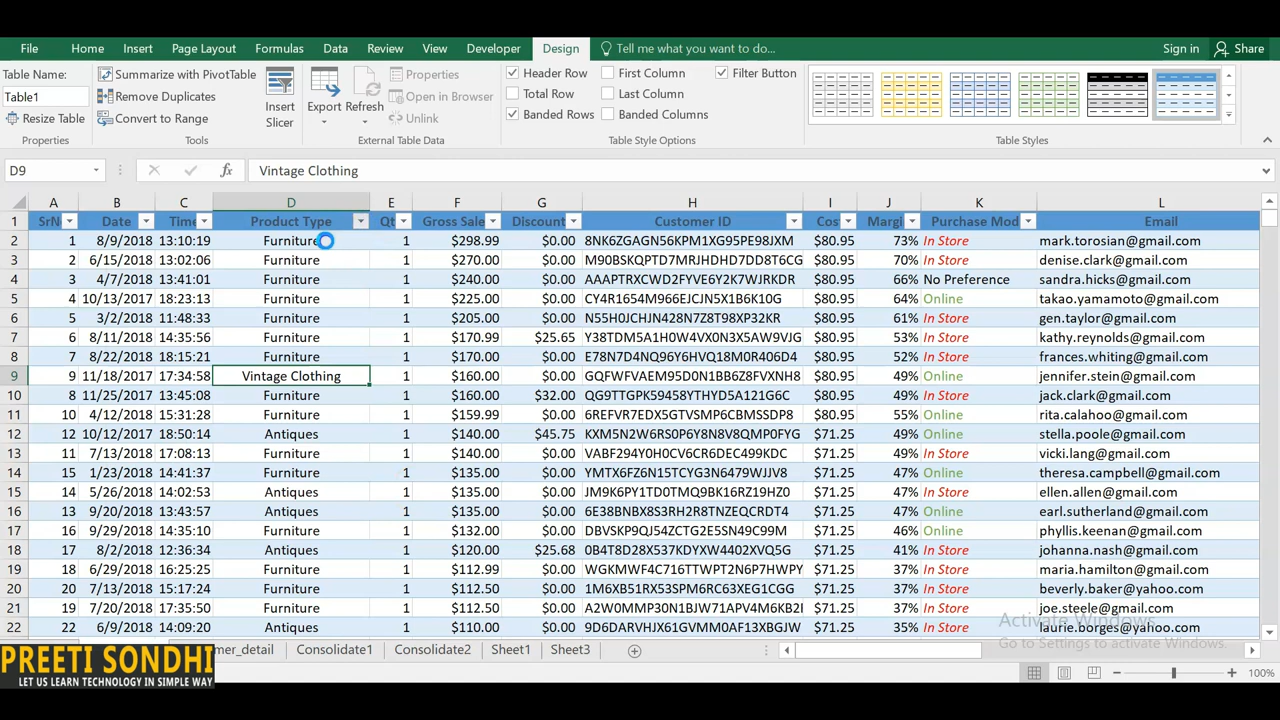 File Home Insert Page Layout Formulas Data Review View Developer Design Tell me what you want to do... Sign in Share
Table Name: Summarize with PivotTable Properties Header Row First Column Filter Button
Table1 Remove Duplicates Insert Slicer Export Refresh Open in Browser Total Row Last Column
Resize Table Convert to Range Unlink Banded Rows Banded Columns
Properties Tools External Table Data Table Style Options Table Styles
D9 fx Vintage Clothing
A B C D E F G H I J K L
1 Date Time Product Type Gross Sale Discount Customer ID Purchase Mod Email
2 1 8/9/2018 13:10:19 Furniture 1 $298.99 $0.00 8NK6ZGAGN56KPM1XG95PE98JXM $80.95 73% In Store mark.torosian@gmail.com
3 2 6/15/2018 13:02:06 Furniture 1 $270.00 $0.00 M90BSKQPTD7MRJHDHD7DD8T6CG $80.95 70% In Store denise.clark@gmail.com
4 3 4/7/2018 13:41:01 Furniture 1 $240.00 $0.00 AAAPTRXCWD2FYVE6Y2K7WJRKDR $80.95 66% No Preference sandra.hicks@gmail.com
5 4 10/13/2017 18:23:13 Furniture 1 $225.00 $0.00 CY4R1654M966EJCJN5X1B6K10G $80.95 64% Online takao.yamamoto@gmail.com
6 5 3/2/2018 11:48:33 Furniture 1 $205.00 $0.00 N55H0JCHJN428N7Z8T98XP32KR $80.95 61% In Store gen.taylor@gmail.com
7 6 8/11/2018 14:35:56 Furniture 1 $170.99 $25.65 Y38TDM5A1H0W4VX0N3X5AW9VJG $80.95 53% In Store kathy.reynolds@gmail.com
8 7 8/22/2018 18:15:21 Furniture 1 $170.00 $0.00 E78N7D4NQ96Y6HVQ18M0R406D4 $80.95 52% In Store frances.whiting@gmail.com
9 9 11/18/2017 17:34:58 Vintage Clothing 1 $160.00 $0.00 GQFWFVAEM95D0N1BB6Z8FVXNH8 $80.95 49% Online jennifer.stein@gmail.com
10 8 11/25/2017 13:45:08 Furniture 1 $160.00 $32.00 QG9TTGPK59458YHTPD5A121G6C $80.95 49% In Store jack.clark@gmail.com
11 10 4/12/2018 15:31:28 Furniture 1 $159.99 $0.00 6REFVR7EDX5GTVSMP6CBMSSDP8 $80.95 55% Online rita.calahoo@gmail.com
12 12 10/12/2017 18:50:14 Antiques 1 $140.00 $45.75 KXM5N2W6RS0P6Y8N8V8QMP0FYG $71.25 49% Online stella.poole@gmail.com
13 11 7/13/2018 17:08:13 Furniture 1 $140.00 $0.00 VABF294Y0H0CV6CR6DEC499KDR $71.25 49% In Store vicki.lang@gmail.com
14 15 1/23/2018 14:41:37 Furniture 1 $135.00 $0.00 YMTX6FZ6N15TCYG3N6479WJJV8 $71.25 47% Online theresa.campbell@gmail.com
15 14 5/26/2018 14:02:53 Antiques 1 $135.00 $0.00 JM9K6PY1TD0TMQ9BK16RZ19HZ0 $71.25 47% In Store ellen.allen@gmail.com
16 13 9/20/2018 17:43:57 Antiques 1 $135.00 $0.00 6E38BNBX8D3H2R8TNZEQCRDT4 $71.25 47% Online earl.sutherland@gmail.com
17 16 9/29/2018 14:35:10 Furniture 1 $132.00 $0.00 DBVSKP9QJ54ZCTG2E5SN49C99M $71.25 46% Online phyllis.keenan@gmail.com
18 17 8/2/2018 12:36:34 Antiques 1 $120.00 $25.68 0B4T8D28X537KDYXW4402XVQ5G $71.25 41% In Store johanna.nash@gmail.com
19 18 6/29/2018 16:25:25 Furniture 1 $112.99 $0.00 WGKMWF4C716TTWPT2N6P7HWPY $71.25 37% In Store maria.hamilton@gmail.com
20 20 7/13/2018 15:17:24 Furniture 1 $112.50 $0.00 1M6XB51RX53SPM6RC63XEG1CGG $71.25 37% In Store beverly.baker@yahoo.com
21 19 7/20/2018 17:35:50 Furniture 1 $112.50 $0.00 $71.25 37% In Store joe.steele@gmail.com
22 22 6/9/2018 14:09:20 Antiques 1 $110.00 $0.00 9D6DARVHJX61GVMM0AF13XBGJW $71.25 35% In Store laurie.borges@yahoo.com
Activate Windows
Go to Settings to activate Windows.
mer_detail Sheet1 Sheet3
PREETI SONDHI
LET US LEARN TECHNOLOGY IN SIMPLE WAY
100%